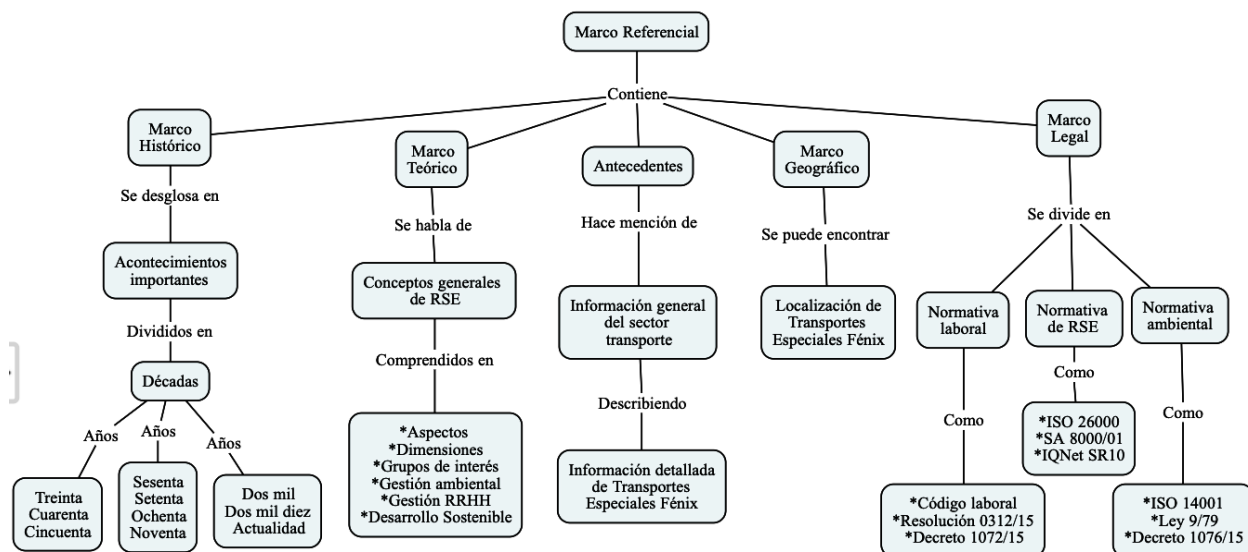 Marco Referencial
Contiene
Marco
Histórico
Se desglosa en
Acontecimientos
importantes
Divididos en
Décadas
Años
Años
Años
Treinta
Cuarenta
Cincuenta
Sesenta
Setenta
Ochenta
Noventa
Dos mil
Dos mil diez
Actualidad
Marco
Teórico
Se habla de
Conceptos generales
de RSE
Comprendidos en
*Aspectos
*Dimensiones
*Grupos de interés
*Gestión ambiental
*Gestión RRHH
*Desarrollo Sostenible
Antecedentes
Hace mención de
Información general
del sector
transporte
Describiendo
Información detallada
de Transportes
Especiales Fénix
Marco
Geográfico
Se puede encontrar
Localización de
Transportes
Especiales Fénix
Marco
Legal
Se divide en
Normativa
laboral
Como
*Código laboral
*Resolución 0312/15
*Decreto 1072/15
Normativa
de RSE
Como
*ISO 26000
*SA 8000/01
*IQNet SR10
Normativa
ambiental
Como
*ISO 14001
*Ley 9/79
*Decreto 1076/15